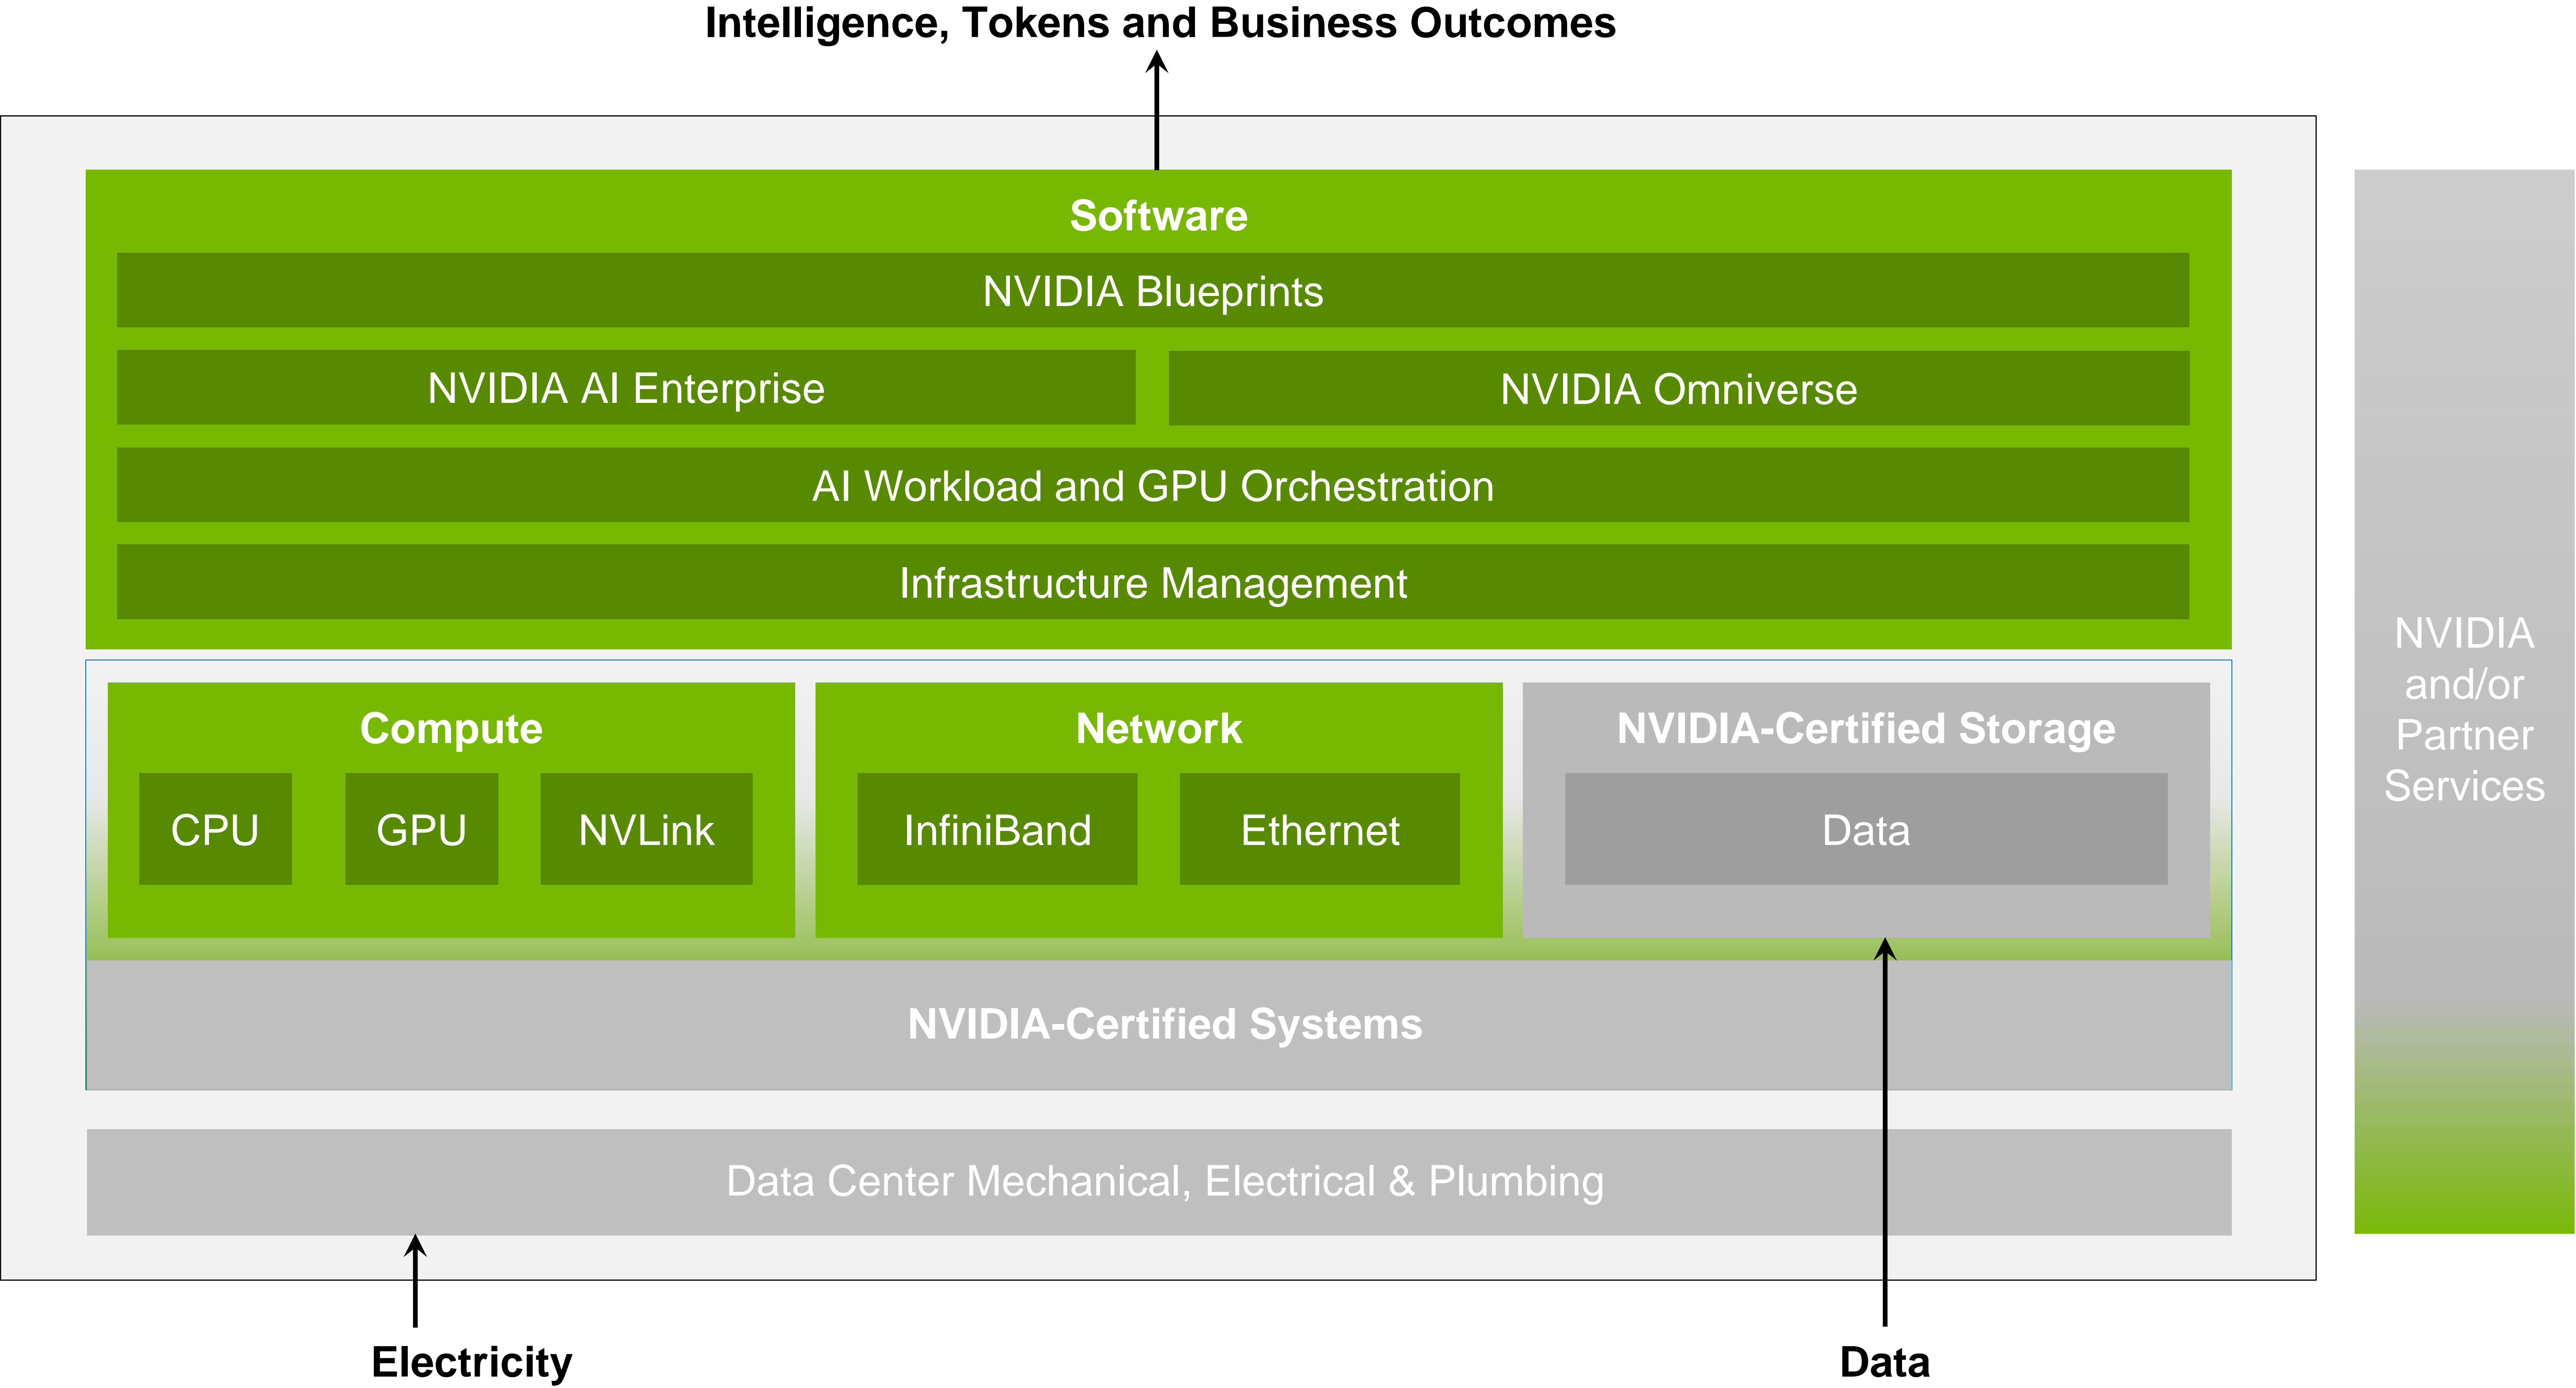 Intelligence, Tokens and Business Outcomes
Software
NVIDIA Blueprints
NVIDIA AI Enterprise
NVIDIA Omniverse
AI Workload and GPU Orchestration
Infrastructure Management
Compute
CPU
GPU
NVLink
Network
InfiniBand
Ethernet
NVIDIA-Certified Storage
Data
NVIDIA-Certified Systems
Data Center Mechanical, Electrical & Plumbing
NVIDIA
and/or
Partner
Services
Electricity
Data